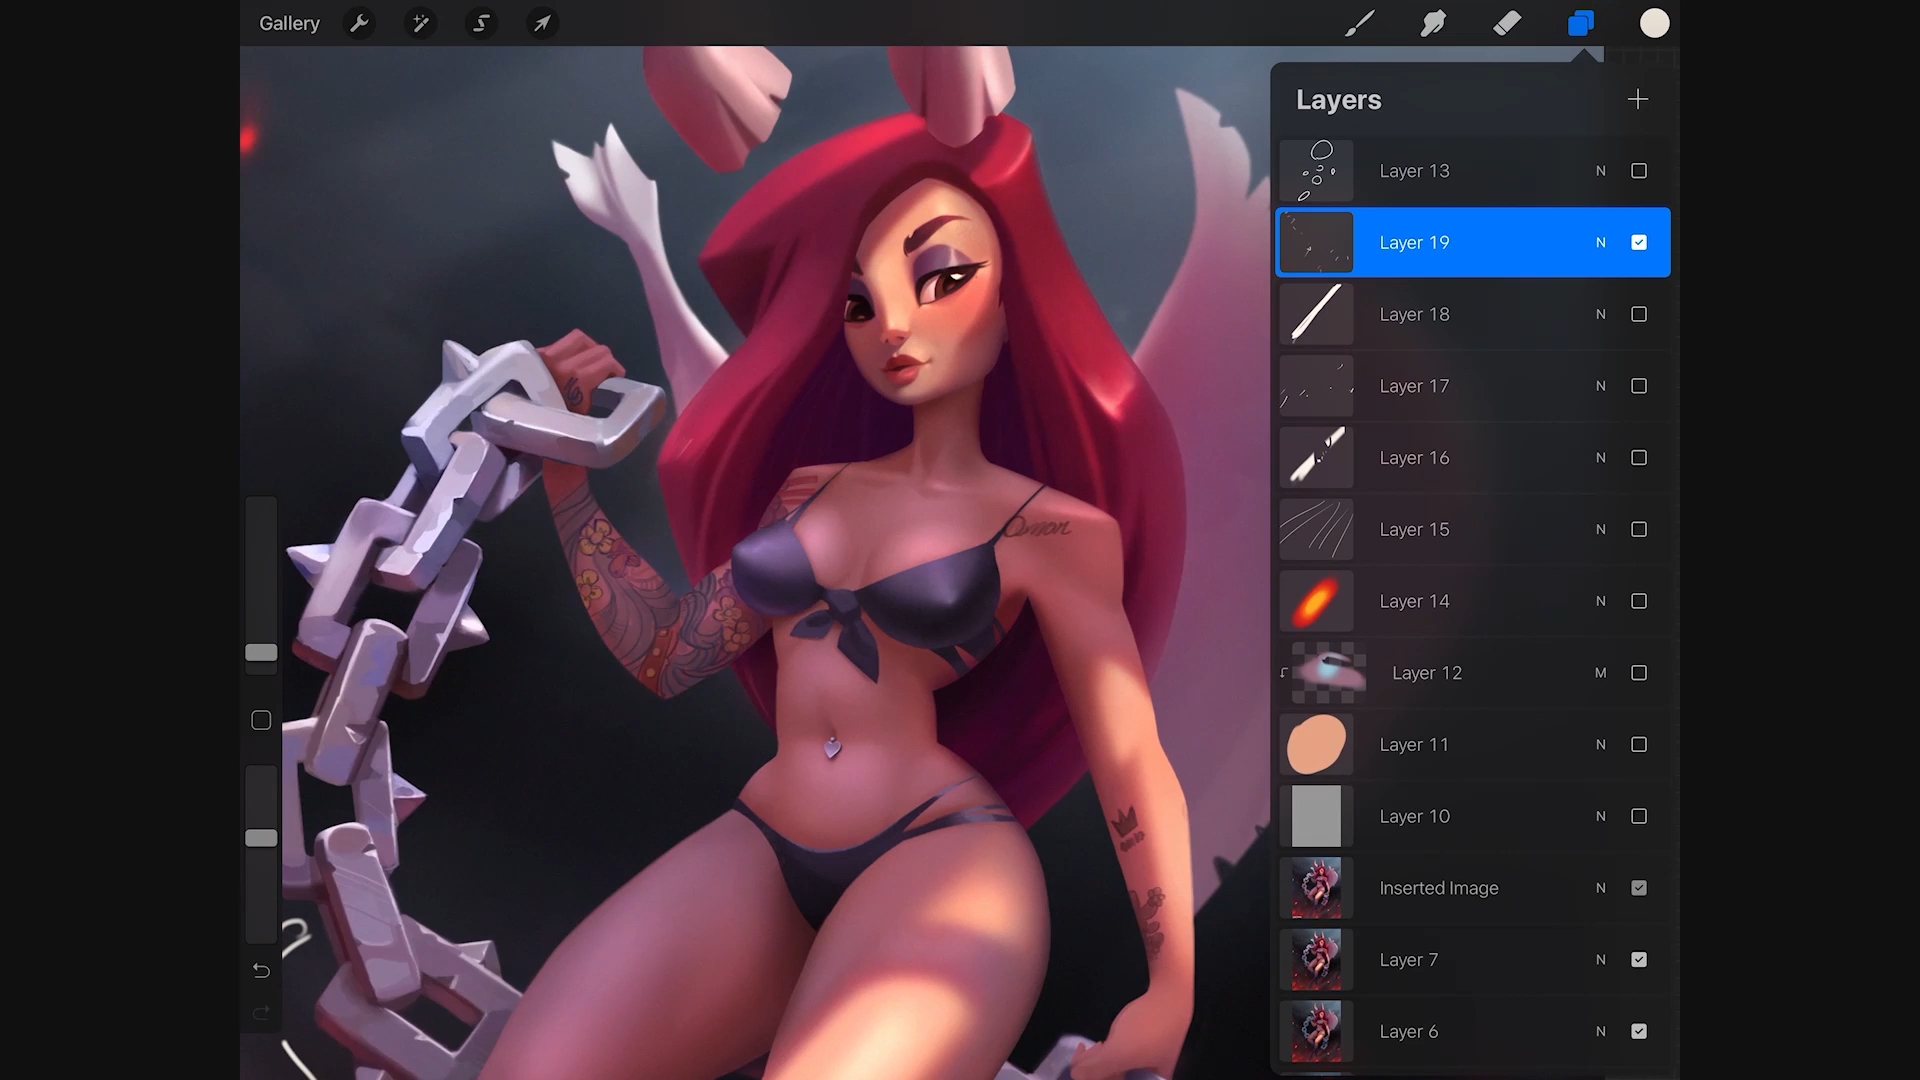 Gallery
Layers
Layer 13 N
Layer 19 N
Layer 18 N
Layer 17 N
Layer 16 N
Layer 15 N
Layer 14 N
Layer 12 M
Layer 11 N
Layer 10 N
Inserted Image N
Layer 7 N
Layer 6 N